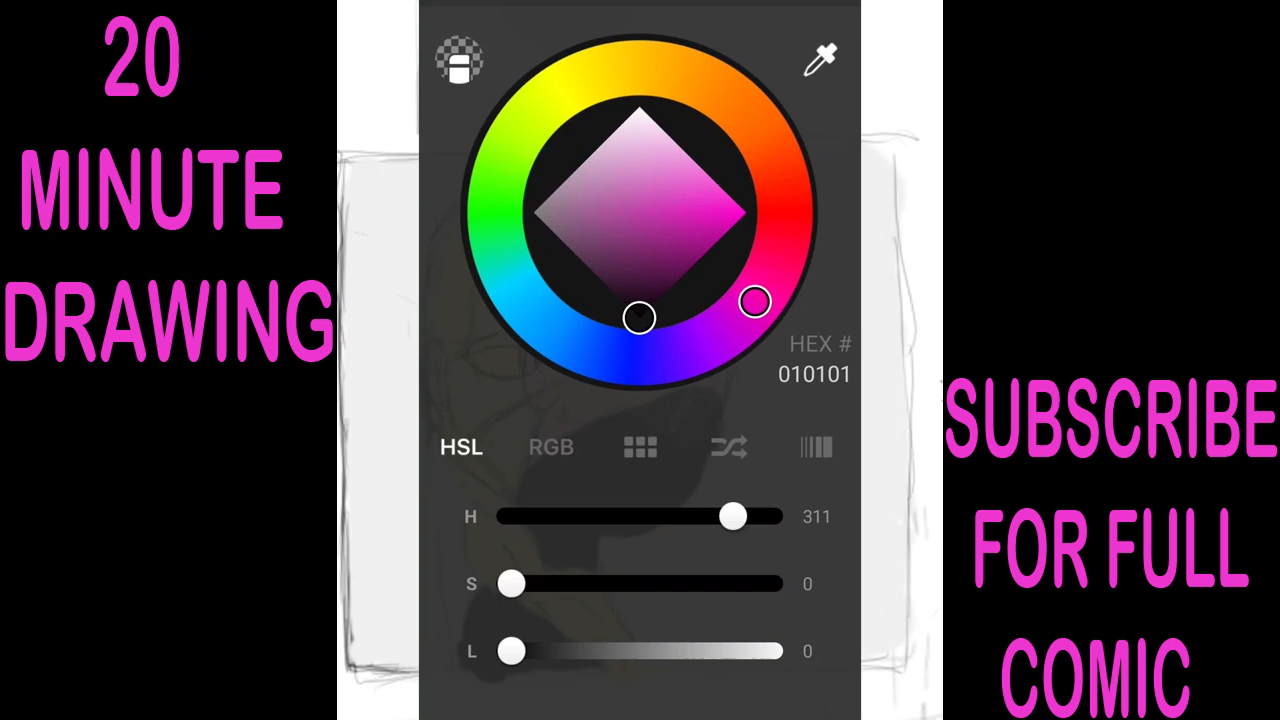 20
MINUTE
DRAWING
HEX #
010101
HSL
RGB
H
311
S
0
L
0
SUBSCRIBE
FOR FULL
COMIC